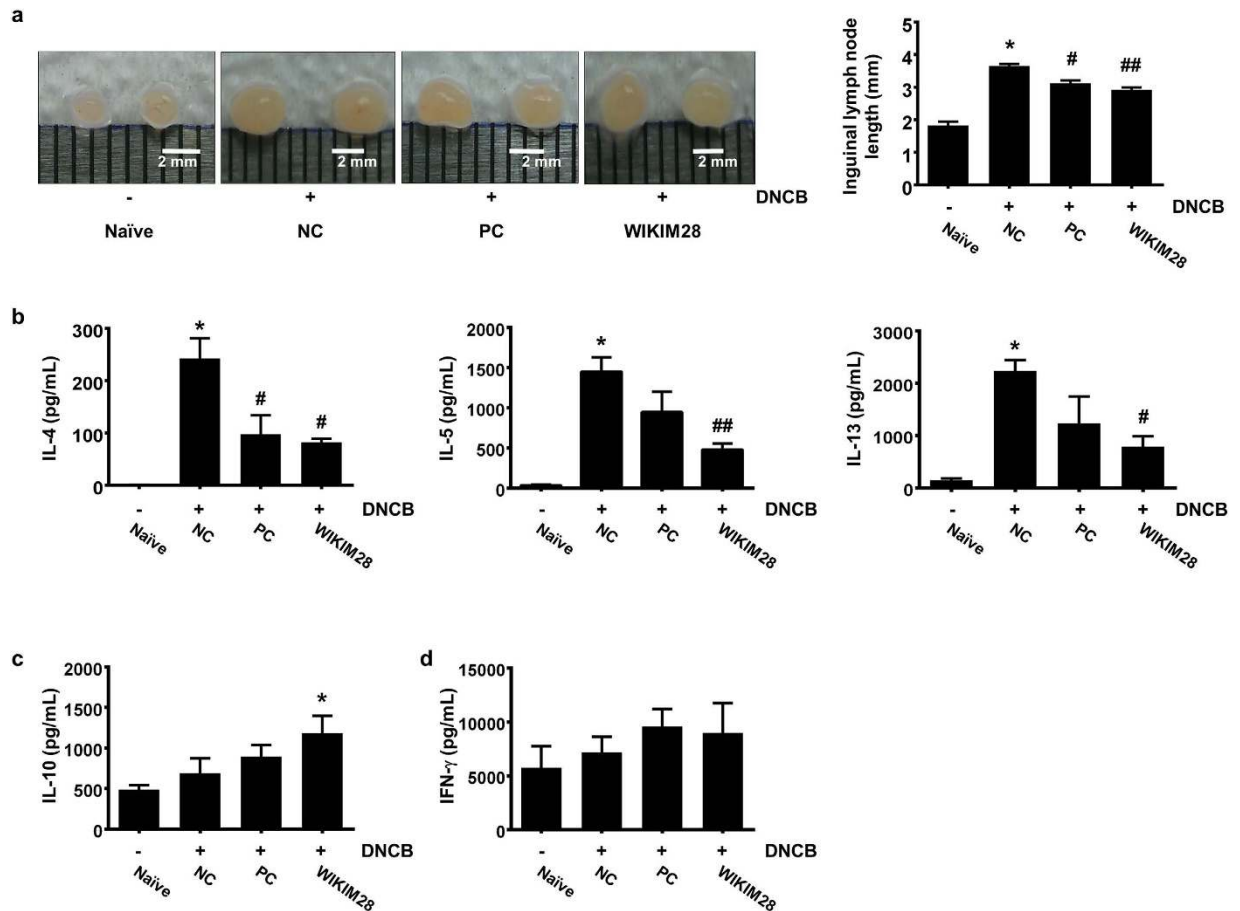 a
2 mm
2 mm
2 mm
2 mm
- + + + DNCB
Naïve NC PC WIKIM28
Inguinal lymph node
length (mm)
5
4
3
2
1
0
*
#
##
- + + + DNCB
Naïve NC PC WIKIM28
b
IL-4 (pg/mL)
300
200
100
0
*
#
#
- + + + DNCB
Naïve NC PC WIKIM28
IL-5 (pg/mL)
2000
1500
1000
500
0
*
##
- + + + DNCB
Naïve NC PC WIKIM28
IL-13 (pg/mL)
3000
2000
1000
0
*
#
- + + + DNCB
Naïve NC PC WIKIM28
c
IL-10 (pg/mL)
2000
1500
1000
500
0
*
- + + + DNCB
Naïve NC PC WIKIM28
d
IFN-γ (pg/mL)
15000
10000
5000
0
- + + + DNCB
Naïve NC PC WIKIM28